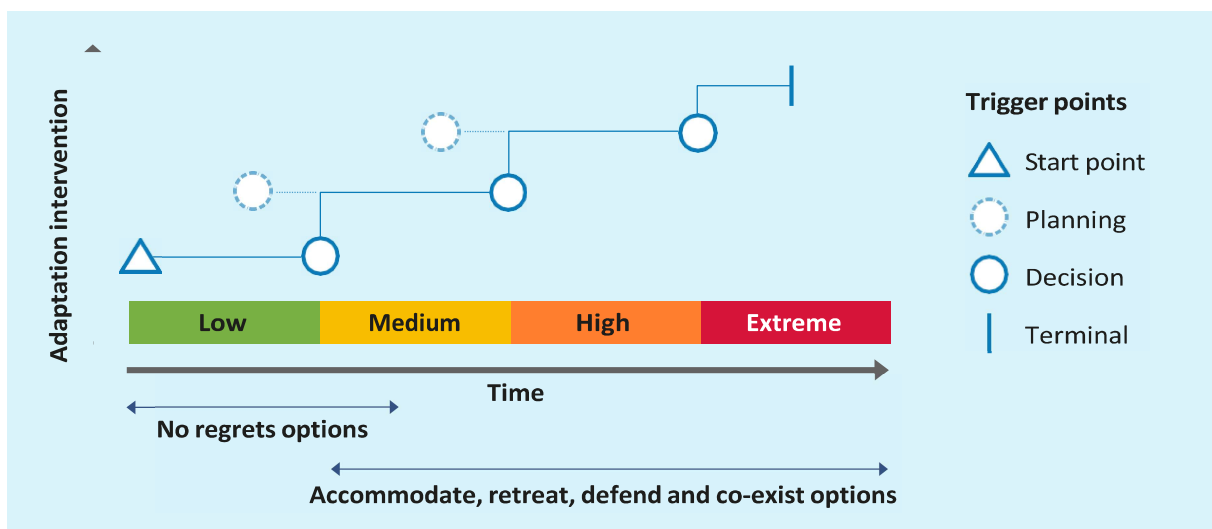 Adaptation intervention
Trigger points
Start point
Planning
Decision
Terminal
Low Medium High Extreme
Time
No regrets options
Accommodate, retreat, defend and co-exist options